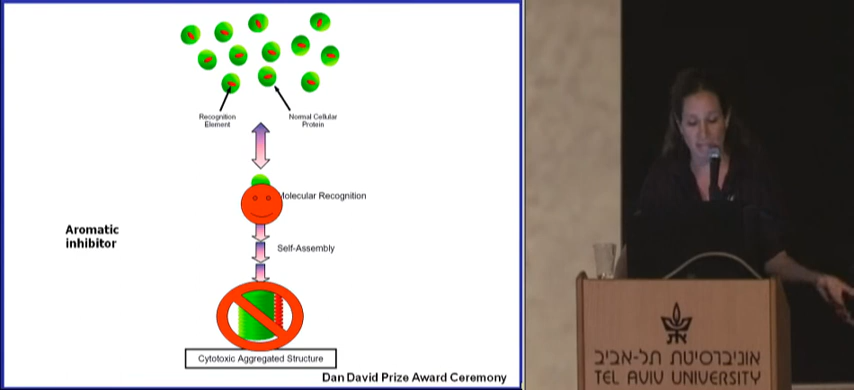 Recognition
Element
Normal Cellular
Protein
Molecular Recognition
Aromatic
inhibitor
Self-Assembly
Cytotoxic Aggregated Structure
Dan David Prize Award Ceremony
אוניברסיטת תל-אביב
TEL AVIV UNIVERSITY